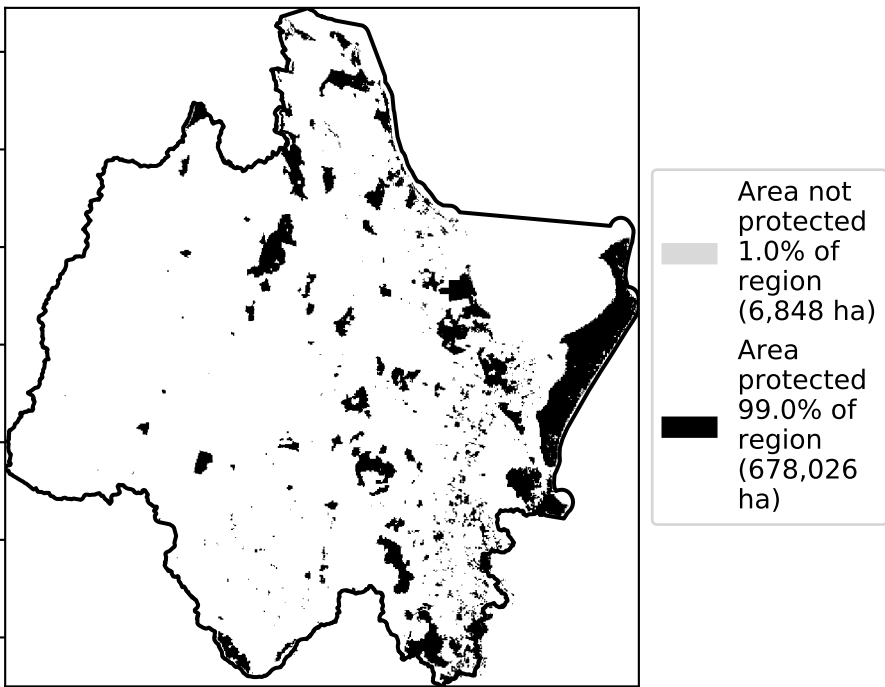 Area not
protected
1.0% of
region
(6,848 ha)
Area
protected
99.0% of
region
(678,026
ha)